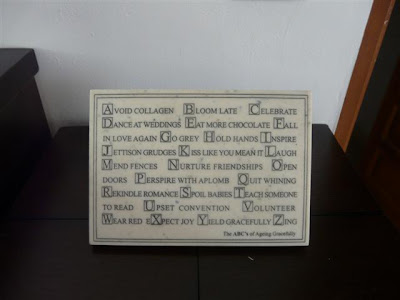 AVOID COLLAGEN BLOOM LATE CELEBRATE
DANCE AT WEDDINGS EAT MORE CHOCOLATE FALL
IN LOVE AGAIN GO GREY HOLD HANDS INSPIRE
JETTISON GRUDGES KISS LIKE YOU MEAN IT LAUGH
MEND FENCES NURTURE FRIENDSHIPS OPEN
DOORS PERSPIRE WITH APLOMB QUIT WHINING
REKINDLE ROMANCE SPOIL BABIES TEACH SOMEONE
TO READ UPSET CONVENTION VOLUNTEER
WEAR RED EXPECT JOY YIELD GRACEFULLY ZING
The ABC's of Ageing Gracefully